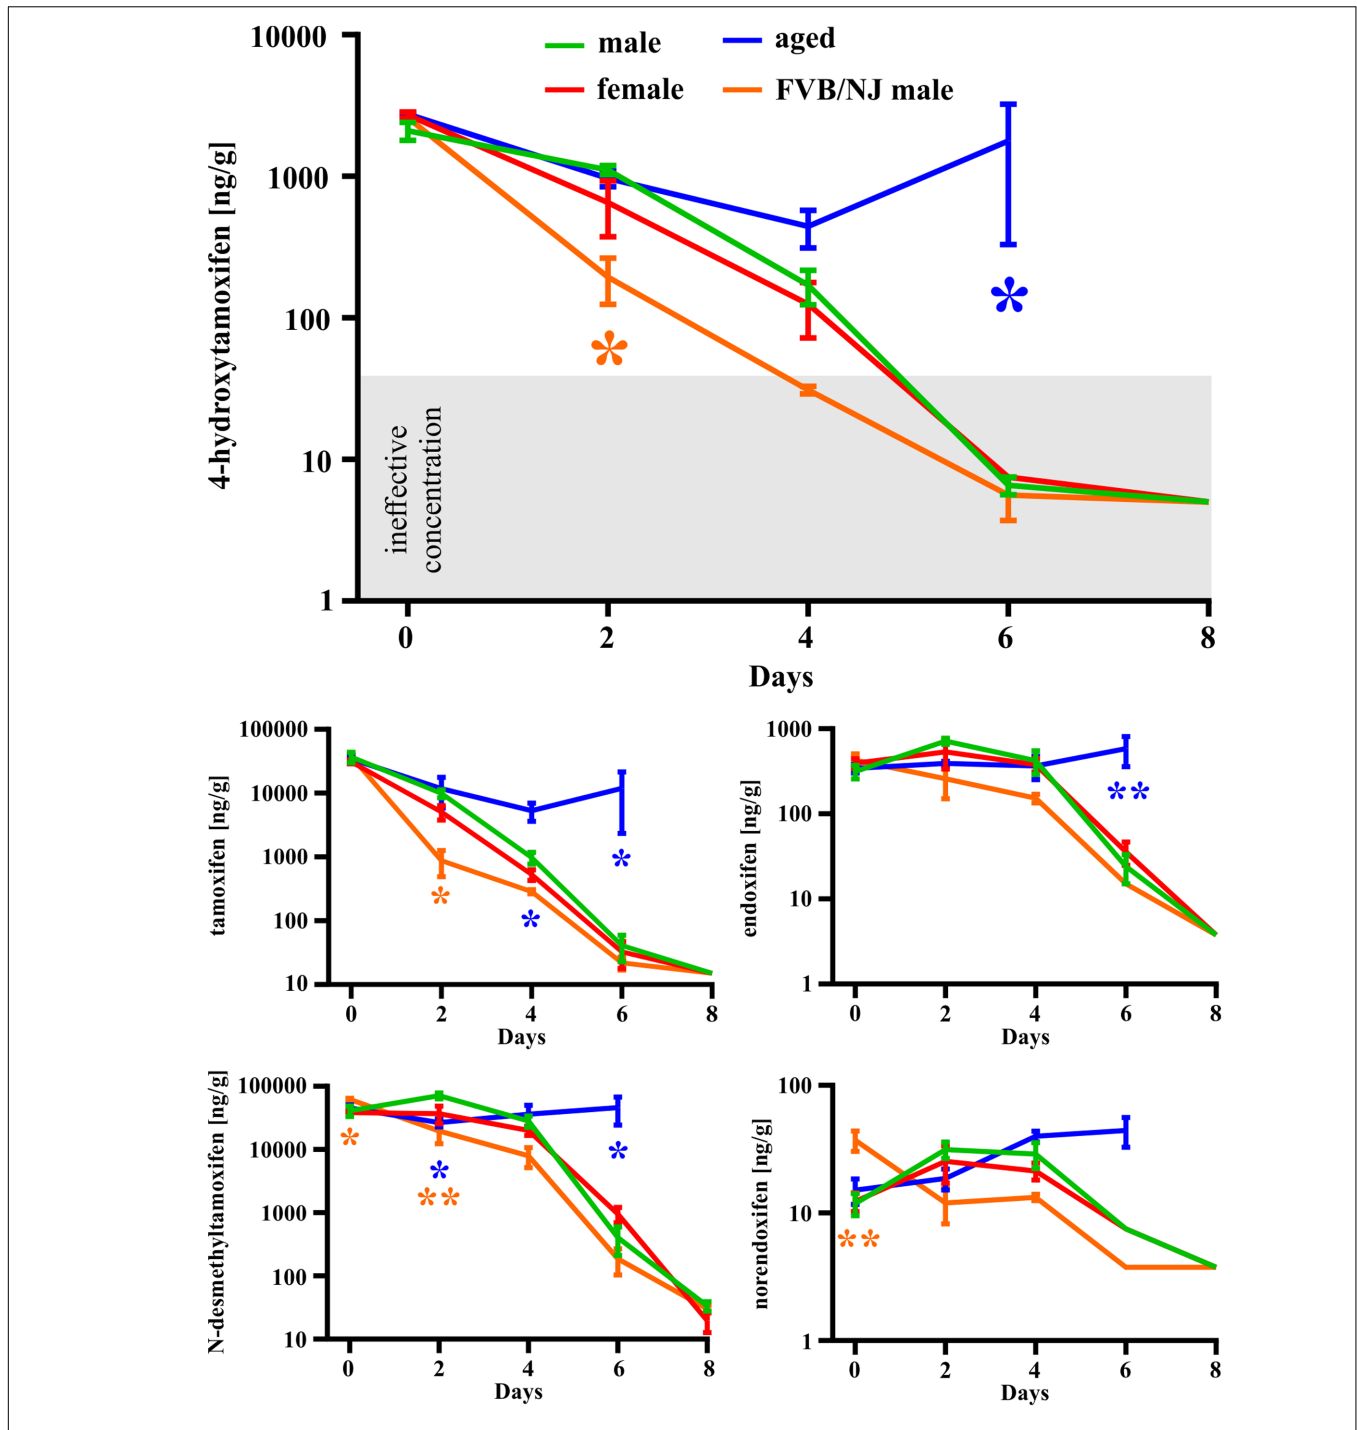 male
aged
female
FVB/NJ male
4-hydroxytamoxifen [ng/g]
10000
1000
100
10
1
ineffective
concentration
*
*
0 2 4 6 8
Days
tamoxifen [ng/g]
100000
10000
1000
100
10
*
*
*
0 2 4 6 8
Days
endoxifen [ng/g]
1000
100
10
1
**
0 2 4 6 8
Days
N-desmethyltamoxifen [ng/g]
100000
10000
1000
100
10
*
*
**
*
0 2 4 6 8
Days
norendoxifen [ng/g]
100
10
1
**
0 2 4 6 8
Days